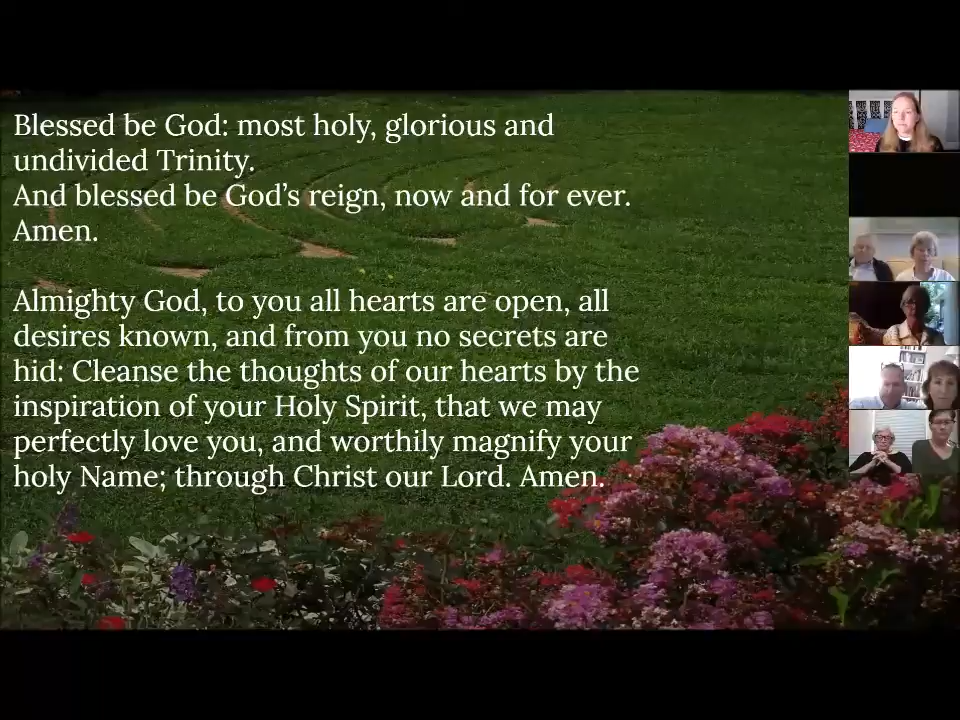 Blessed be God: most holy, glorious and
undivided Trinity.
And blessed be God’s reign, now and for ever.
Amen.
Almighty God, to you all hearts are open, all
desires known, and from you no secrets are
hid: Cleanse the thoughts of our hearts by the
inspiration of your Holy Spirit, that we may
perfectly love you, and worthily magnify your
holy Name; through Christ our Lord. Amen.